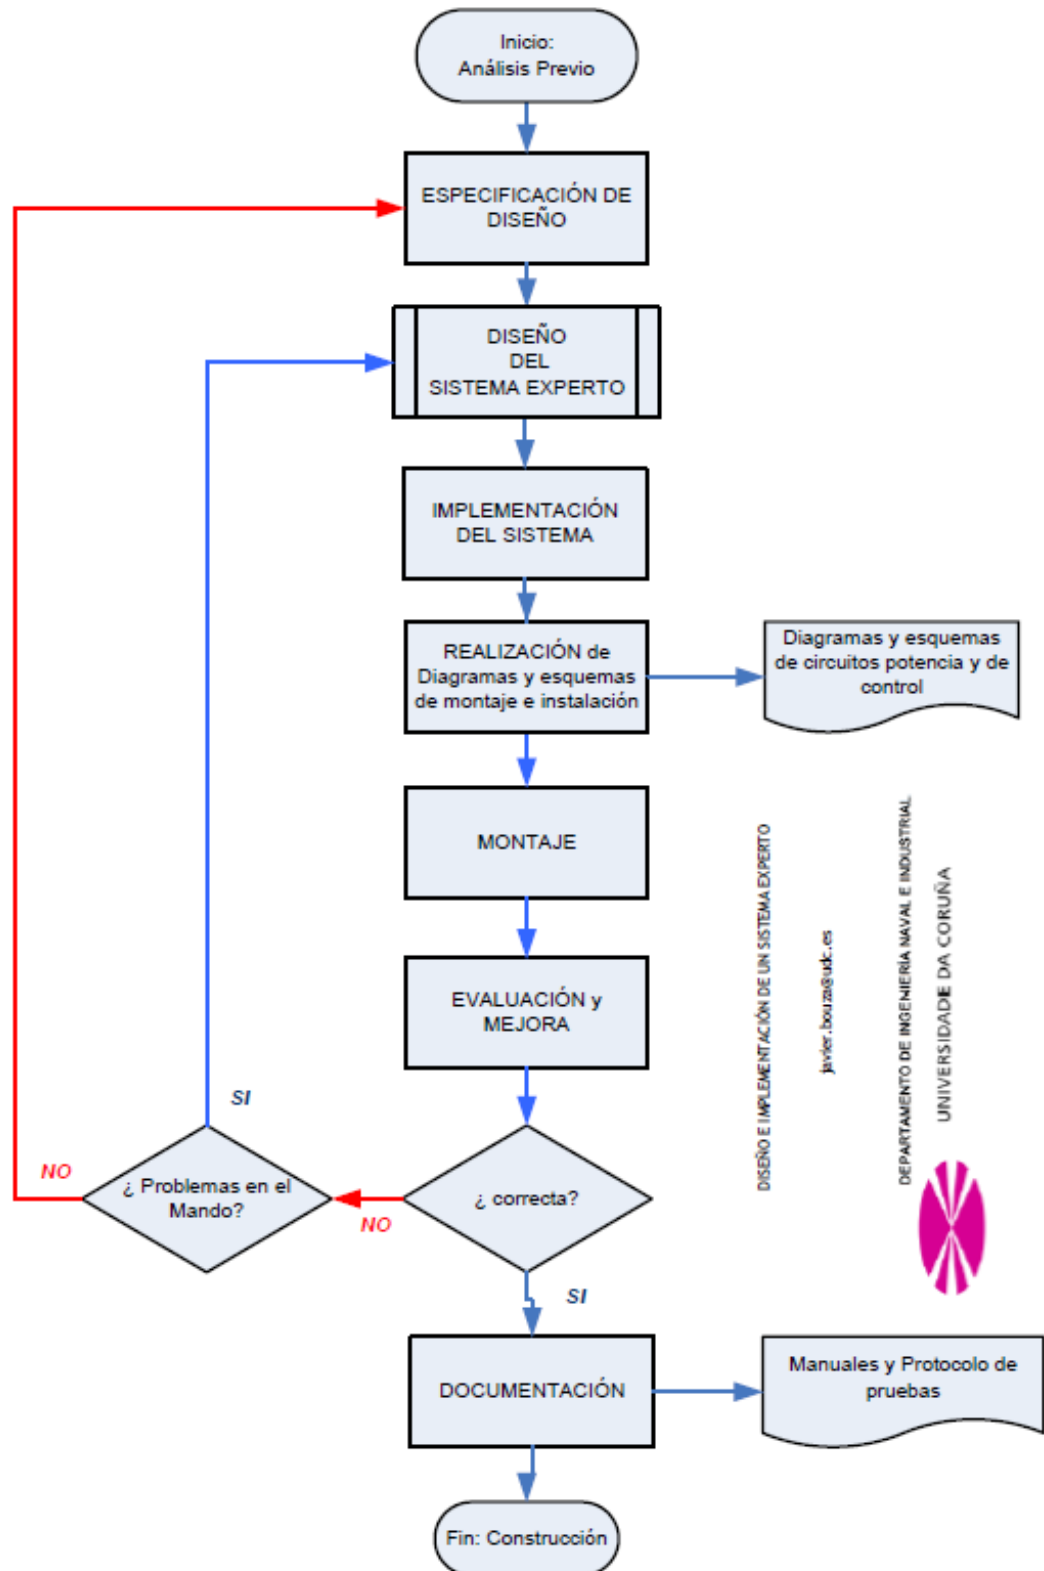 Inicio:
Análisis Previo
ESPECIFICACIÓN DE
DISEÑO
DISEÑO
DEL
SISTEMA EXPERTO
IMPLEMENTACIÓN
DEL SISTEMA
REALIZACIÓN de
Diagramas y esquemas
de montaje e instalación
Diagramas y esquemas
de circuitos potencia y de
control
MONTAJE
EVALUACIÓN y
MEJORA
SI
NO
¿ Problemas en el
Mando?
NO
¿ correcta?
SI
DOCUMENTACIÓN
Manuales y Protocolo de
pruebas
Fin: Construcción
DISEÑO E IMPLEMENTACIÓN DE UN SISTEMA EXPERTO
javier.bouza@udc.es
DEPARTAMENTO DE INGENIERÍA NAVAL E INDUSTRIAL
UNIVERSIDADE DA CORUÑA